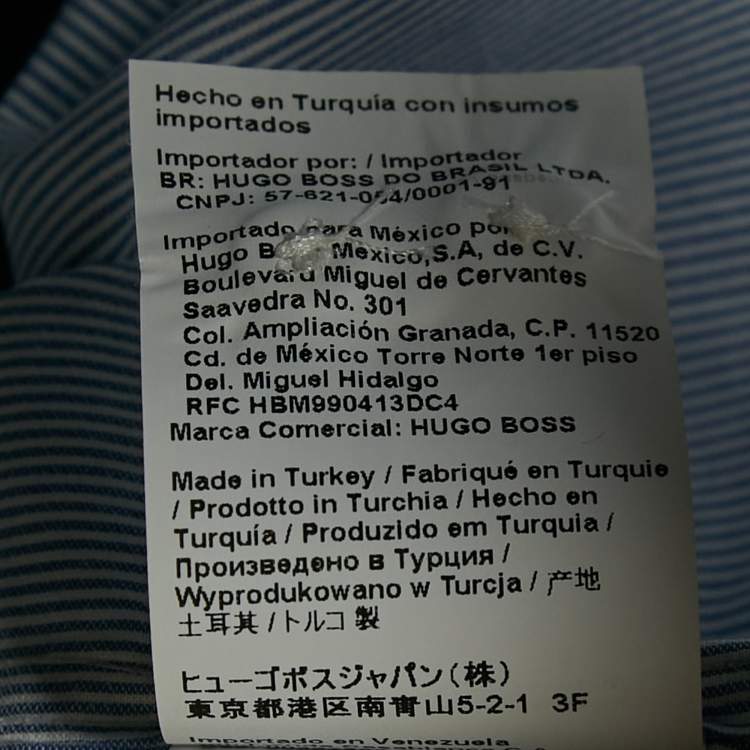 Hecho en Turquía con insumos
importados
Importador por: / Importador
BR: HUGO BOSS DO BRASIL LTDA.
CNPJ: 57-621-054/0001-91
Importado para México por
Hugo México,S.A, de C.V.
Boulevard Miguel de Cervantes
Saavedra No. 301
Col. Ampliación Granada, C.P. 11520
Cd. de México Torre Norte 1er piso
Del. Miguel Hidalgo
RFC HBM990413DC4
Marca Comercial: HUGO BOSS
Made in Turkey / Fabriqué en Turquie
/ Prodotto in Turchia / Hecho en
Turquía / Produzido em Turquia /
Произведено в Турция /
Wyprodukowano w Turcja / 产地
土耳其 / トルコ 製
ヒューゴボスジャパン(株)
東京都港区南青山5-2-1 3F
Importado en Venezuela